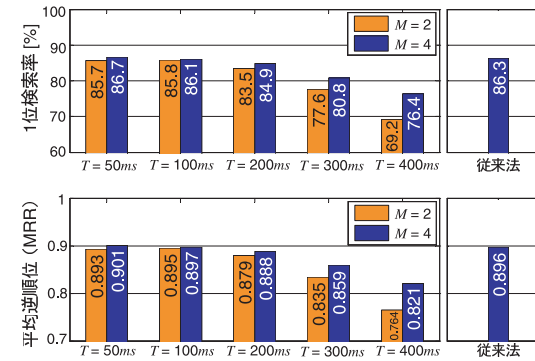 1位検索率 [%]
100
90
80
70
60
M = 2
M = 4
85.7
86.7
85.8
86.1
83.5
84.9
77.6
80.8
69.2
76.4
86.3
T = 50ms
T = 100ms
T = 200ms
T = 300ms
T = 400ms
従来法
平均逆順位 (MRR)
1
0.9
0.8
0.7
M = 2
M = 4
0.893
0.901
0.895
0.897
0.879
0.888
0.835
0.859
0.764
0.821
0.896
T = 50ms
T = 100ms
T = 200ms
T = 300ms
T = 400ms
従来法